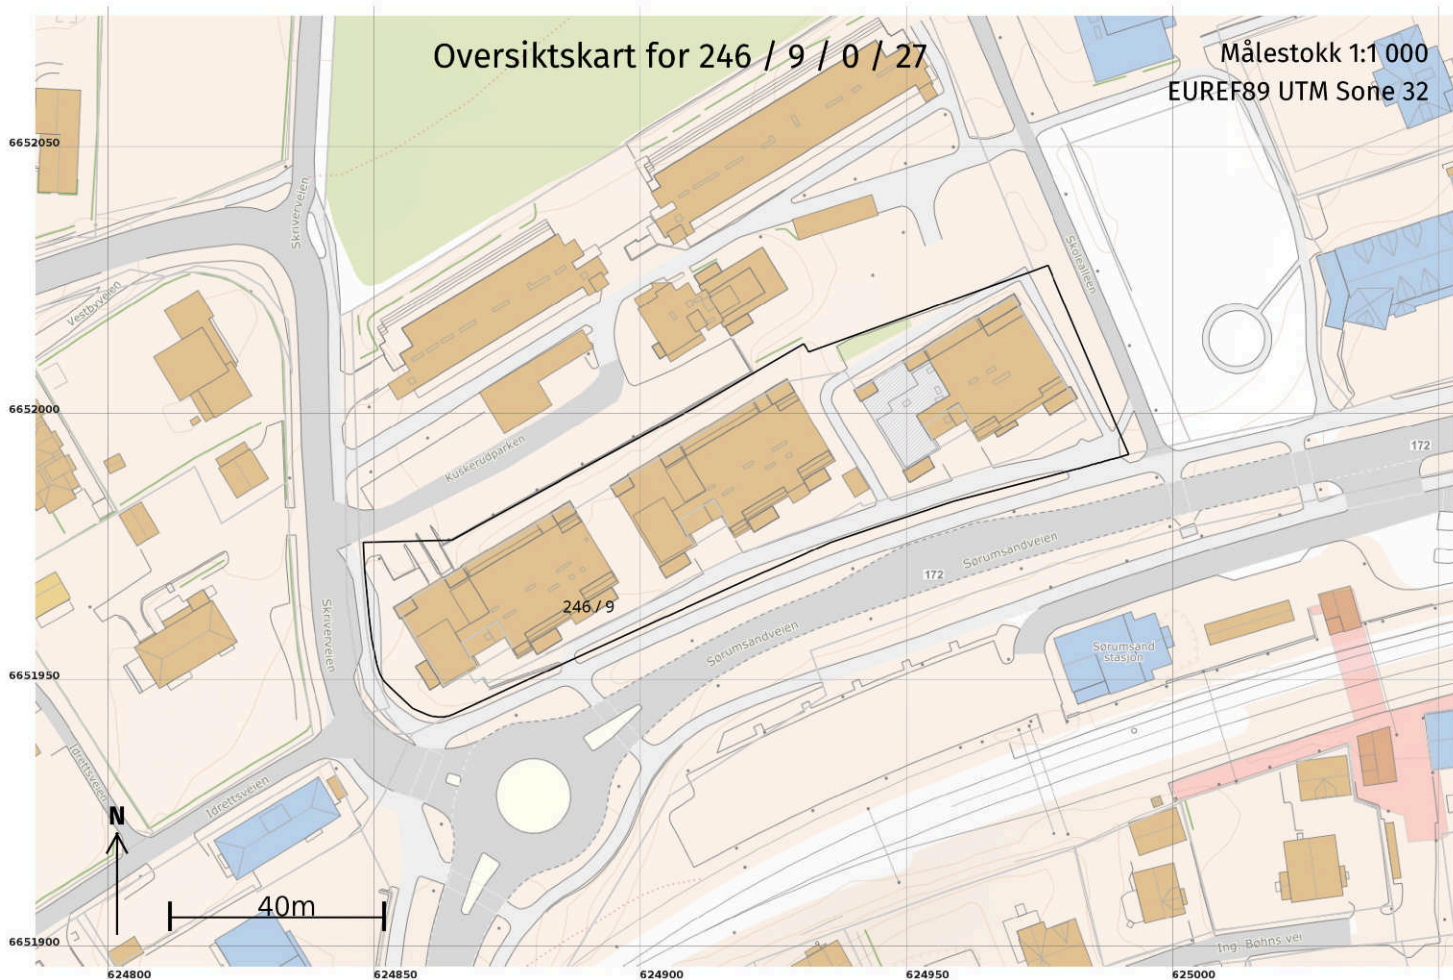 Oversiktskart for 246 / 9 / 0 / 27
Målestokk 1:1 000
EUREF89 UTM Sone 32
6652050
Skriverveien
Skolealleen
Vestbyveien
6652000
Kuskerudparken
172
Sørumsandveien
172
246 / 9
Skriverveien
Sørumsandveien
Sørumsand
stasjon
6651950
Idrettsveien
Idrettsveien
N
40m
6651900
Ing. Bøhns vei
624800
624850
624900
624950
625000